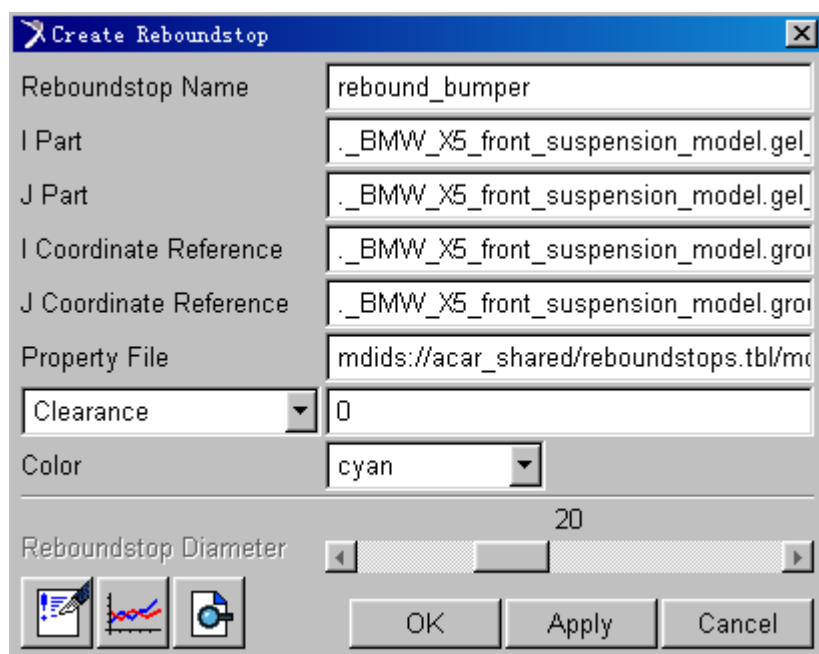 Create Reboundstop
Reboundstop Name rebound_bumper
I Part ._BMW_X5_front_suspension_model.gel_
J Part ._BMW_X5_front_suspension_model.gel_
I Coordinate Reference ._BMW_X5_front_suspension_model.grou
J Coordinate Reference ._BMW_X5_front_suspension_model.grou
Property File mdids://acar_shared/reboundstops.tbl/md
Clearance 0
Color cyan
20
Reboundstop Diameter
OK Apply Cancel